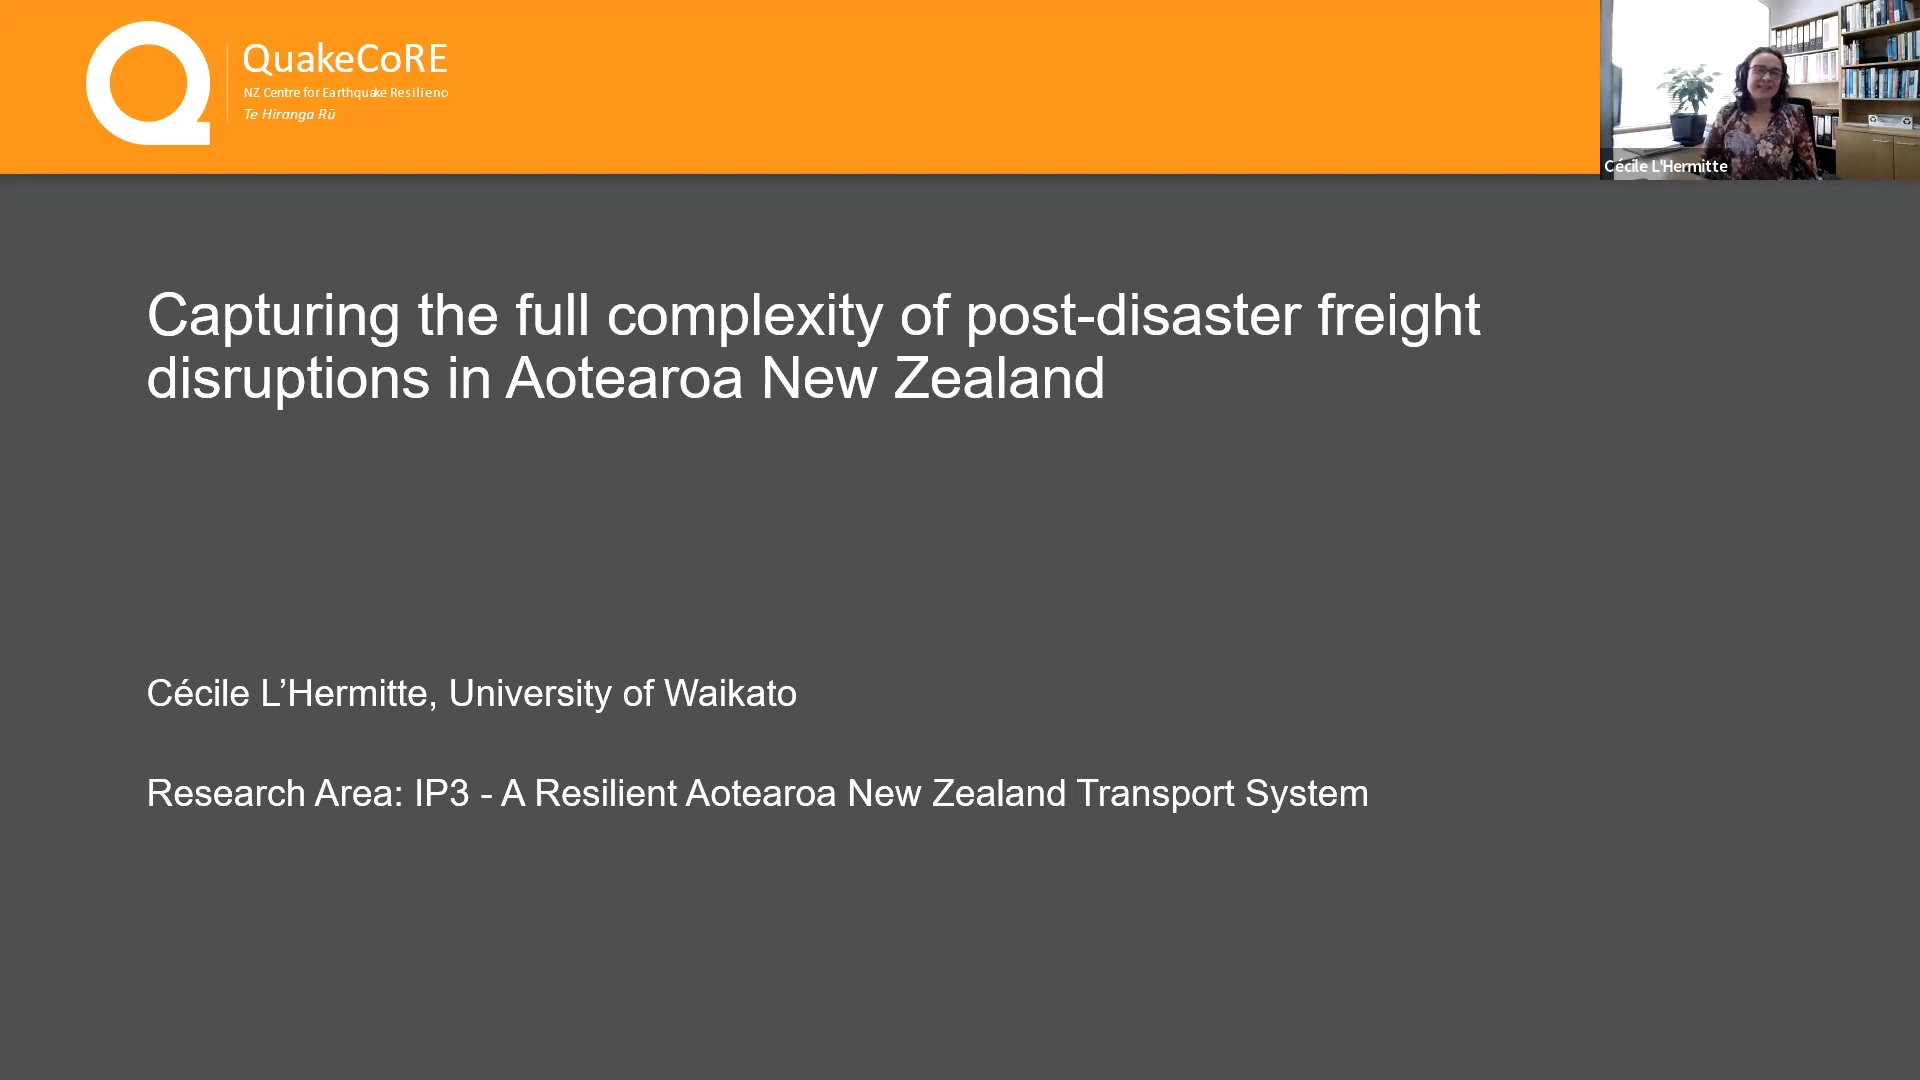 QuakeCoRE
NZ Centre for Earthquake Resilienc
Te Hiranga Rū
Cécile L'Hermitte
Capturing the full complexity of post-disaster freight
disruptions in Aotearoa New Zealand
Cécile L’Hermitte, University of Waikato
Research Area: IP3 - A Resilient Aotearoa New Zealand Transport System